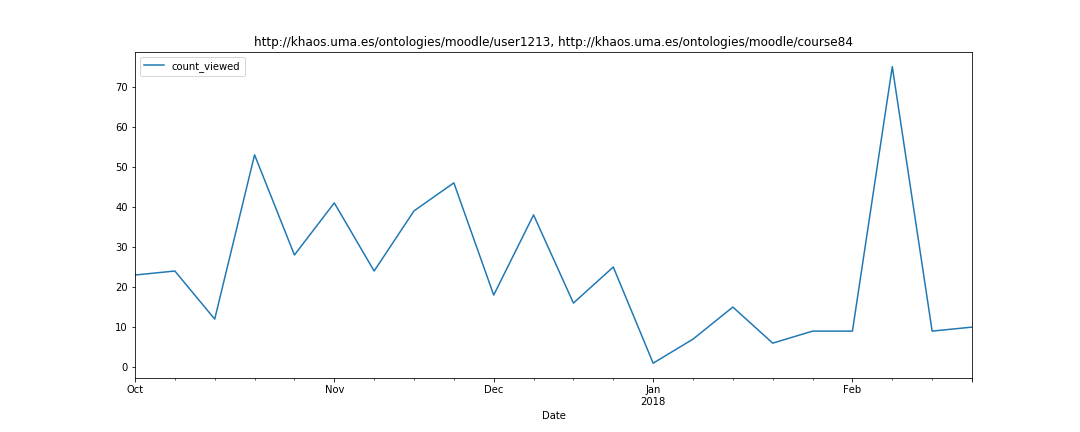 http://khaos.uma.es/ontologies/moodle/user1213, http://khaos.uma.es/ontologies/moodle/course84
count_viewed
70
60
50
40
30
20
10
0
Oct Nov Dec Jan Feb
2018
Date